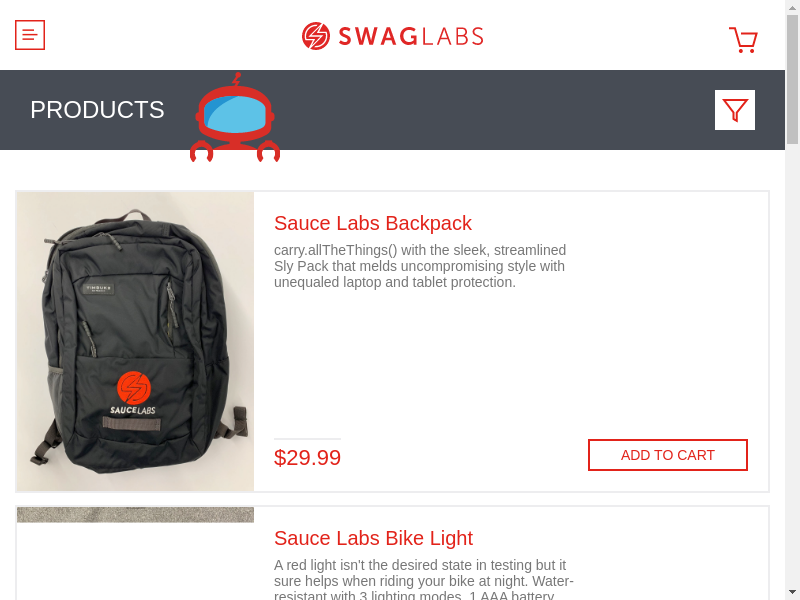 SWAGLABS
PRODUCTS
Sauce Labs Backpack
carry.allTheThings() with the sleek, streamlined
Sly Pack that melds uncompromising style with
unequaled laptop and tablet protection.
SAUCELABS
$29.99
ADD TO CART
Sauce Labs Bike Light
A red light isn't the desired state in testing but it
sure helps when riding your bike at night. Water-
resistant with 3 lighting modes, 1 AAA battery